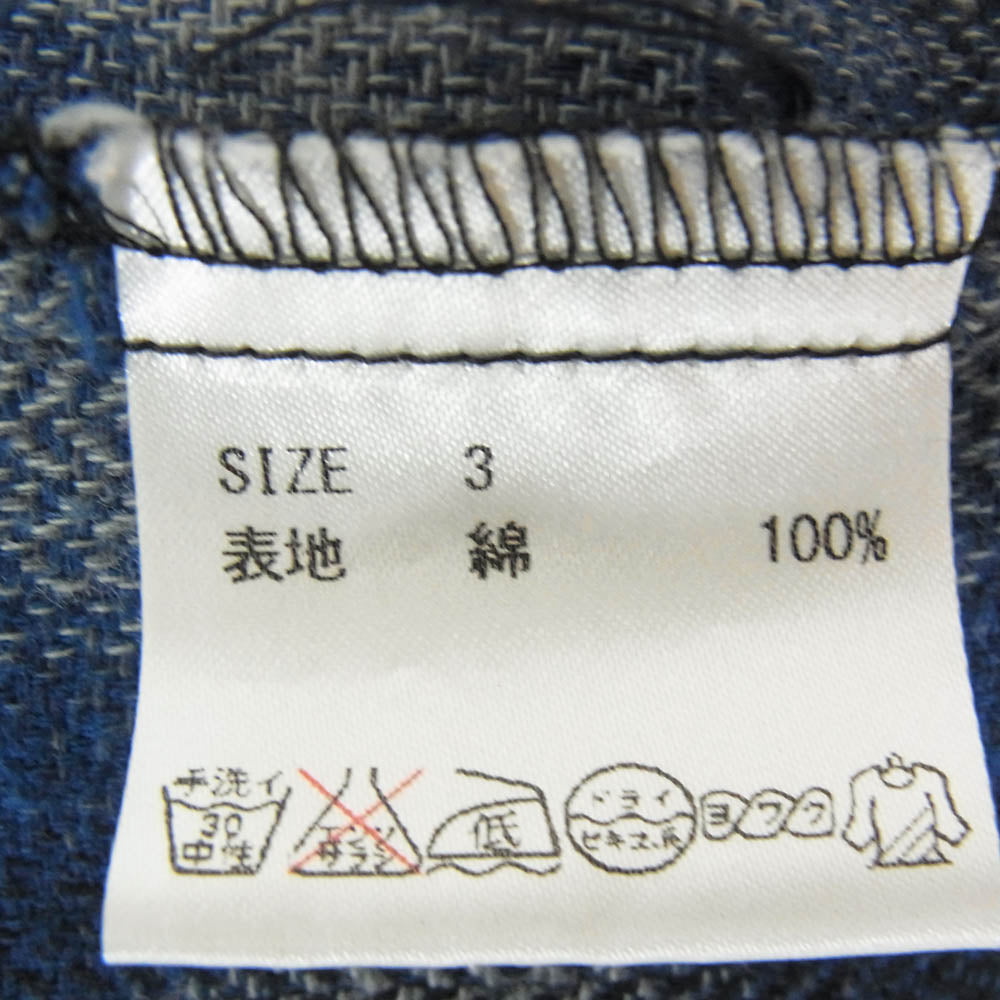 SIZE 3
表地 綿 100%
手洗イ
30
中性
エンソ
サラシ
低
ドライ
セキユ系
ヨワク